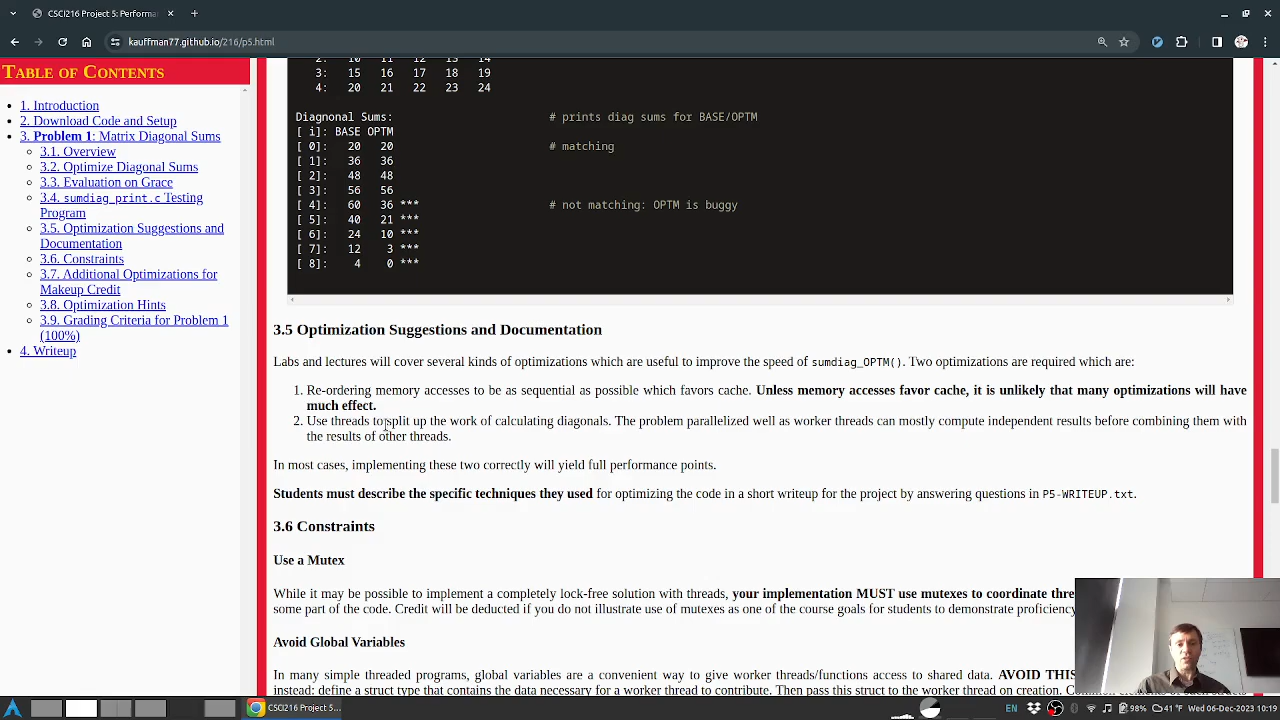 CSCI216 Project 5: Performa
kauffman77.github.io/216/p5.html
Table of Contents
1. Introduction
2. Download Code and Setup
3. Problem 1: Matrix Diagonal Sums
3.1. Overview
3.2. Optimize Diagonal Sums
3.3. Evaluation on Grace
3.4. sumdiag_print.c Testing
Program
3.5. Optimization Suggestions and
Documentation
3.6. Constraints
3.7. Additional Optimizations for
Makeup Credit
3.8. Optimization Hints
3.9. Grading Criteria for Problem 1
(100%)
4. Writeup
2: 10 11 12 13 14
3: 15 16 17 18 19
4: 20 21 22 23 24
Diagnonal Sums: # prints diag sums for BASE/OPTM
[ i]: BASE OPTM
[ 0]: 20 20 # matching
[ 1]: 36 36
[ 2]: 48 48
[ 3]: 56 56
[ 4]: 60 36 *** # not matching: OPTM is buggy
[ 5]: 40 21 ***
[ 6]: 24 10 ***
[ 7]: 12 3 ***
[ 8]: 4 0 ***
3.5 Optimization Suggestions and Documentation
Labs and lectures will cover several kinds of optimizations which are useful to improve the speed of sumdiag_OPTM(). Two optimizations are required which are:
1. Re-ordering memory accesses to be as sequential as possible which favors cache. Unless memory accesses favor cache, it is unlikely that many optimizations will have
much effect.
2. Use threads to split up the work of calculating diagonals. The problem parallelized well as worker threads can mostly compute independent results before combining them with
the results of other threads.
In most cases, implementing these two correctly will yield full performance points.
Students must describe the specific techniques they used for optimizing the code in a short writeup for the project by answering questions in P5-WRITEUP.txt.
3.6 Constraints
Use a Mutex
While it may be possible to implement a completely lock-free solution with threads, your implementation MUST use mutexes to coordinate thre
some part of the code. Credit will be deducted if you do not illustrate use of mutexes as one of the course goals for students to demonstrate proficiency
Avoid Global Variables
In many simple threaded programs, global variables are a convenient way to give worker threads/functions access to shared data. AVOID THIS
instead: define a struct type that contains the data necessary for a worker thread to contribute. Then pass this struct to the worker thread on creation.
CSCI216 Project 5: Perform
EN
98%
41°F
Wed 06-Dec-2023
10:19